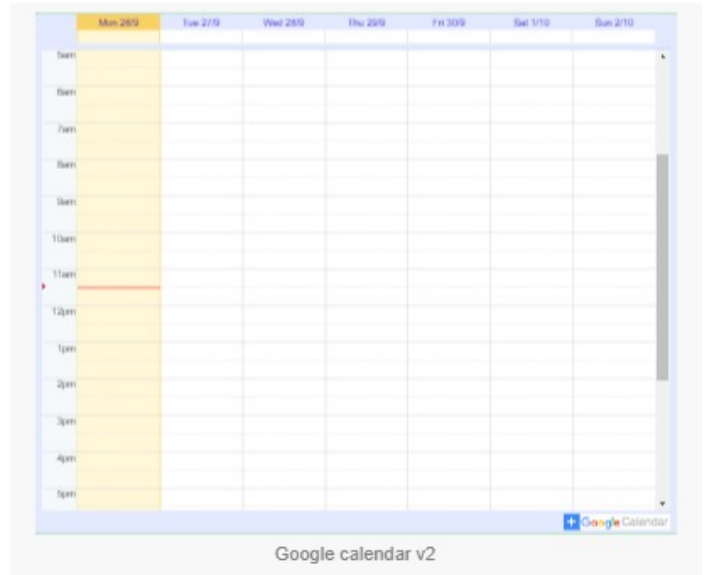 Mon 26/9 Tue 27/9 Wed 28/9 Thu 29/9 Fri 30/9 Sat 1/10 Sun 2/10
5am
6am
7am
8am
9am
10am
11am
12pm
1pm
2pm
3pm
4pm
5pm
Google Calendar
Google calendar v2